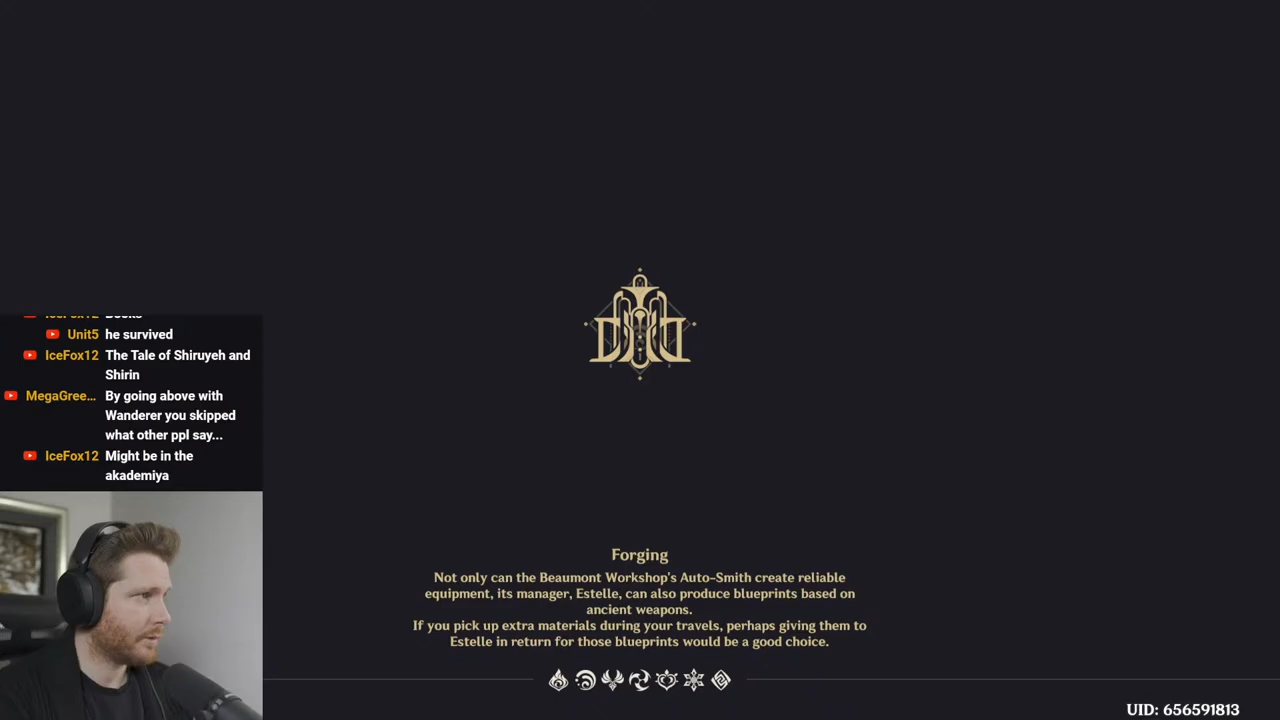 Unit5 he survived
IceFox12 The Tale of Shiruyeh and
Shirin
MegaGree... By going above with
Wanderer you skipped
what other ppl say...
IceFox12 Might be in the
akademiya
Forging
Not only can the Beaumont Workshop's Auto-Smith create reliable
equipment, its manager, Estelle, can also produce blueprints based on
ancient weapons.
If you pick up extra materials during your travels, perhaps giving them to
Estelle in return for those blueprints would be a good choice.
UID: 656591813